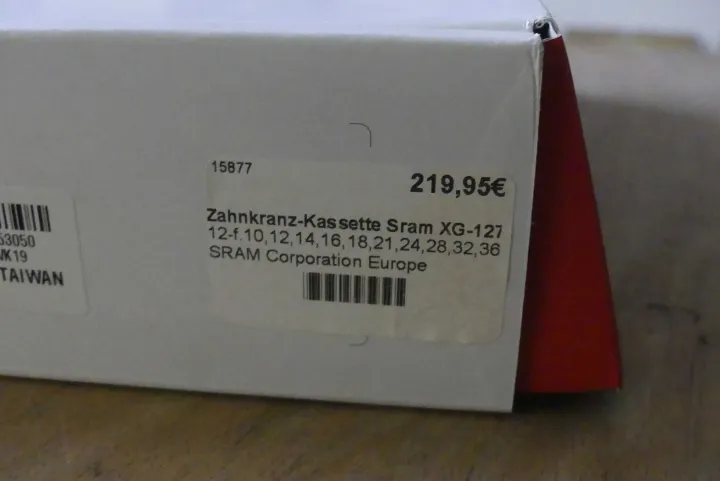 53050
VK19
TAIWAN
15877
219,95€
Zahnkranz-Kassette Sram XG-127
12-f.10,12,14,16,18,21,24,28,32,36
SRAM Corporation Europe